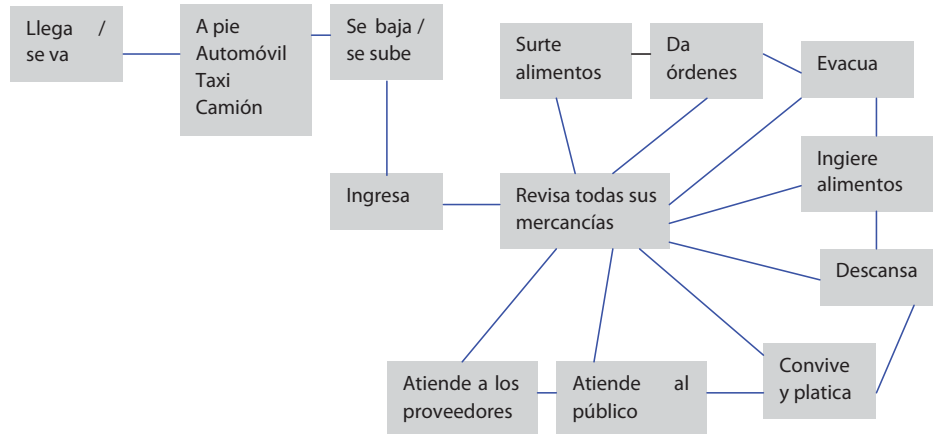 Llega /
se va
A pie
Automóvil
Taxi
Camión
Se baja /
se sube
Surte
alimentos
Da
órdenes
Evacua
Ingiere
alimentos
Ingresa
Revisa todas sus
mercancías
Descansa
Atiende a los
proveedores
Atiende al
público
Convive
y platica